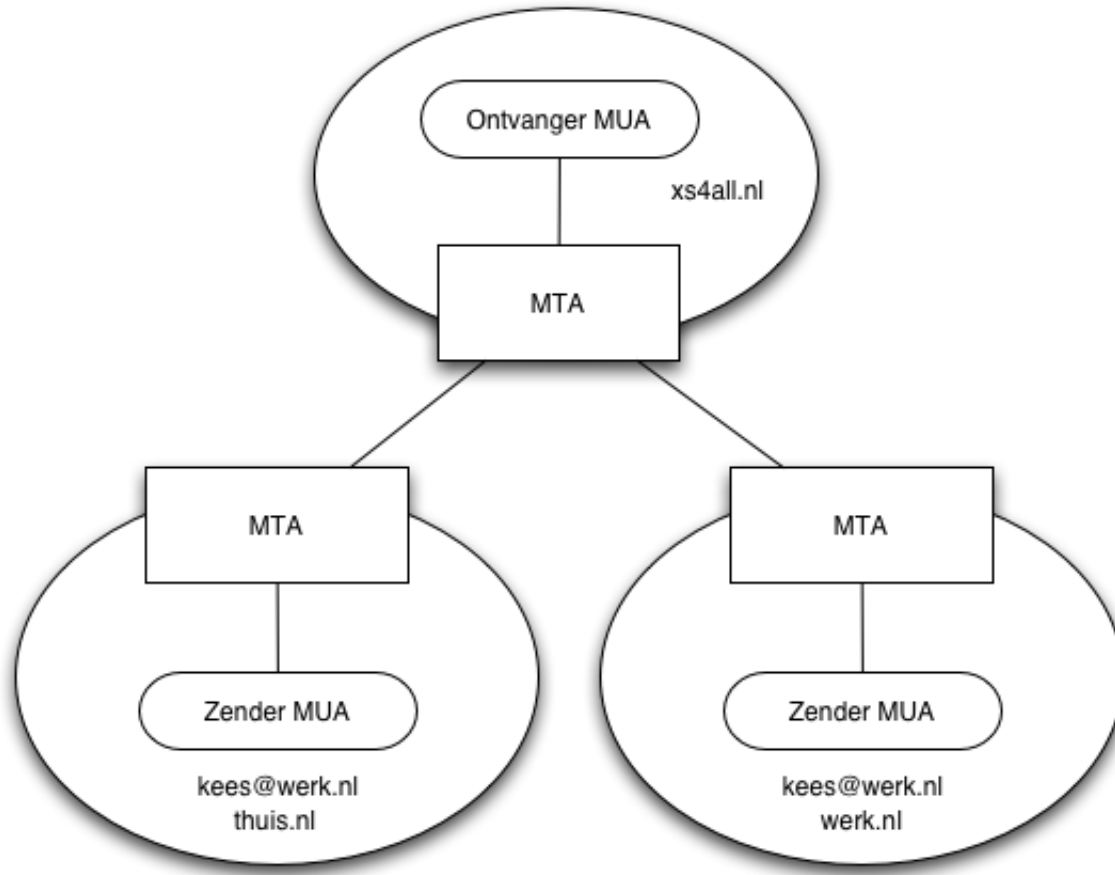 Ontvanger MUA
xs4all.nl
MTA
MTA
MTA
Zender MUA
Zender MUA
kees@werk.nl
thuis.nl
kees@werk.nl
werk.nl